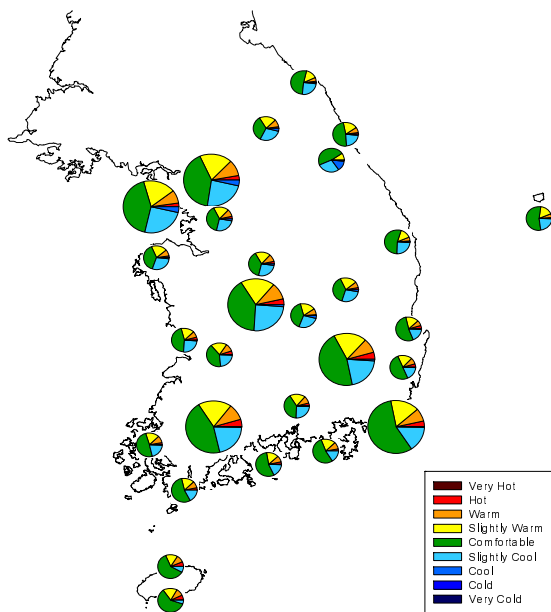 Very Hot
Hot
Warm
Slightly Warm
Comfortable
Slightly Cool
Cool
Cold
Very Cold